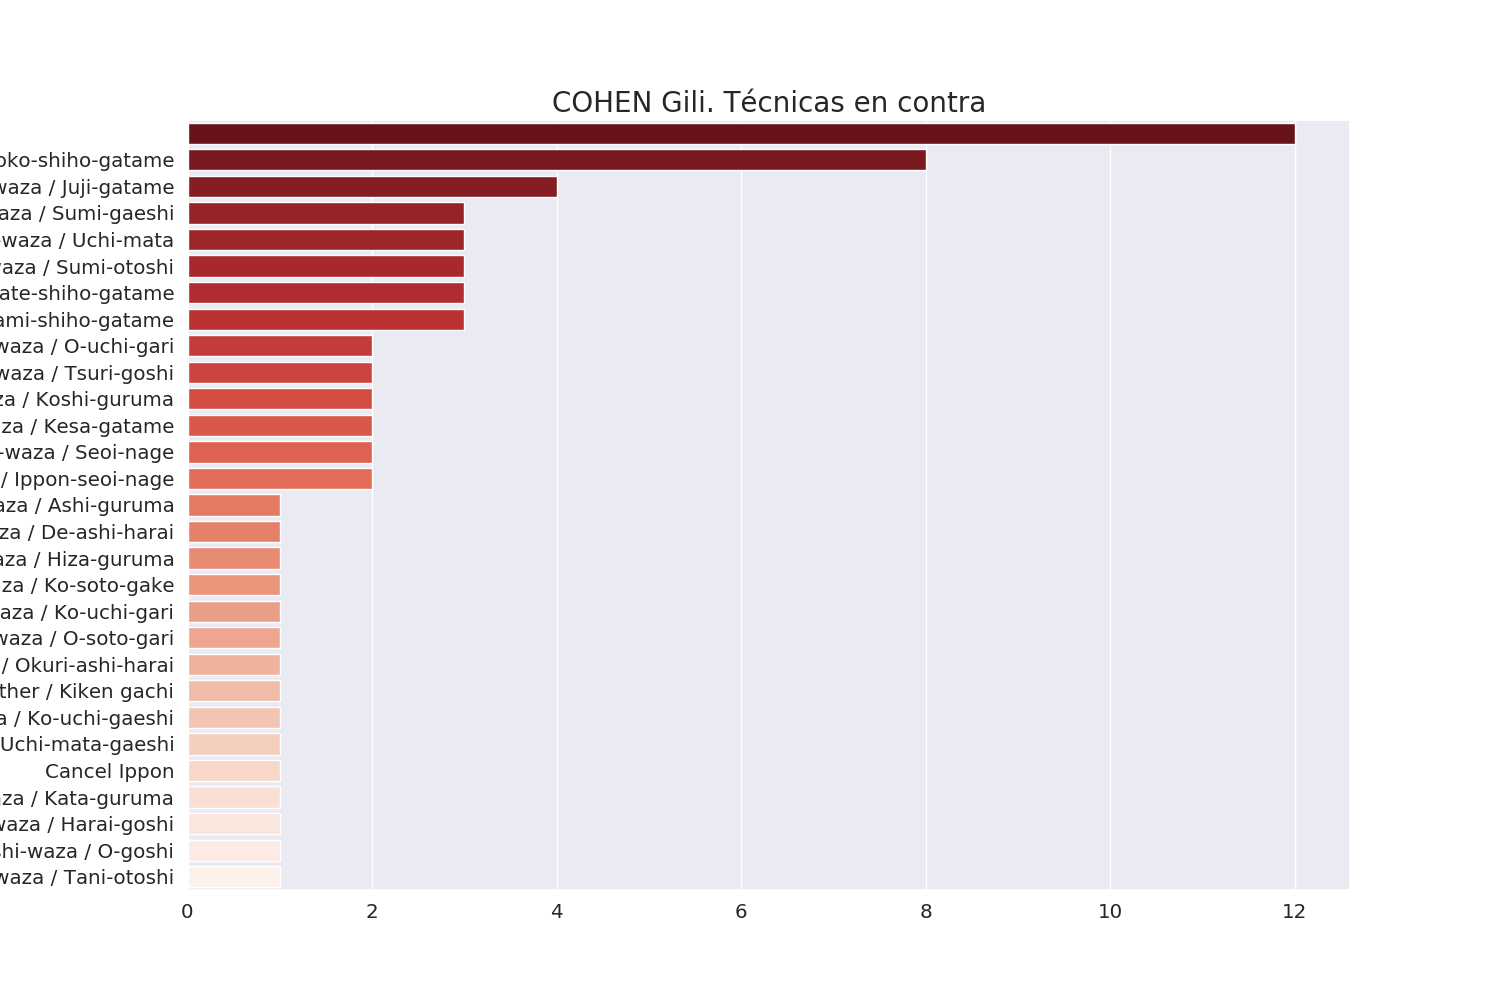 COHEN Gili. Técnicas en contra
oko-shiho-gatame
waza / Juji-gatame
aza / Sumi-gaeshi
-waza / Uchi-mata
waza / Sumi-otoshi
ate-shiho-gatame
ami-shiho-gatame
waza / O-uchi-gari
waza / Tsuri-goshi
za / Koshi-guruma
za / Kesa-gatame
-waza / Seoi-nage
/ Ippon-seoi-nage
aza / Ashi-guruma
za / De-ashi-harai
aza / Hiza-guruma
za / Ko-soto-gake
aza / Ko-uchi-gari
waza / O-soto-gari
/ Okuri-ashi-harai
ther / Kiken gachi
a / Ko-uchi-gaeshi
Uchi-mata-gaeshi
Cancel Ippon
za / Kata-guruma
waza / Harai-goshi
shi-waza / O-goshi
waza / Tani-otoshi
0 2 4 6 8 10 12